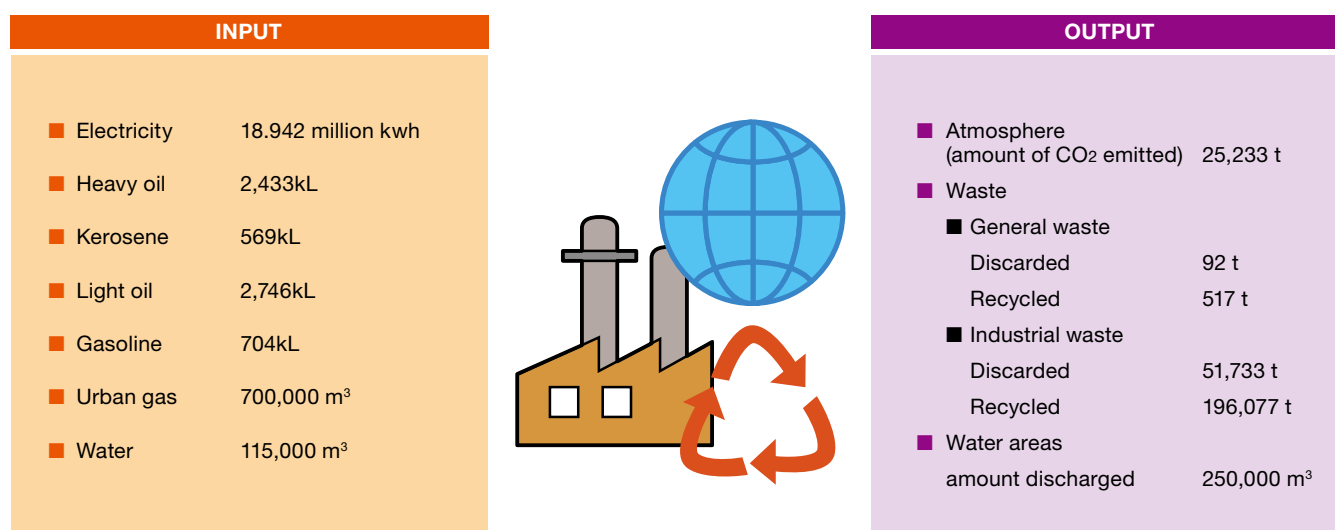 INPUT
Electricity 18.942 million kwh
Heavy oil 2,433kL
Kerosene 569kL
Light oil 2,746kL
Gasoline 704kL
Urban gas 700,000 m³
Water 115,000 m³
OUTPUT
Atmosphere
(amount of CO2 emitted) 25,233 t
Waste
General waste
Discarded 92 t
Recycled 517 t
Industrial waste
Discarded 51,733 t
Recycled 196,077 t
Water areas
amount discharged 250,000 m³